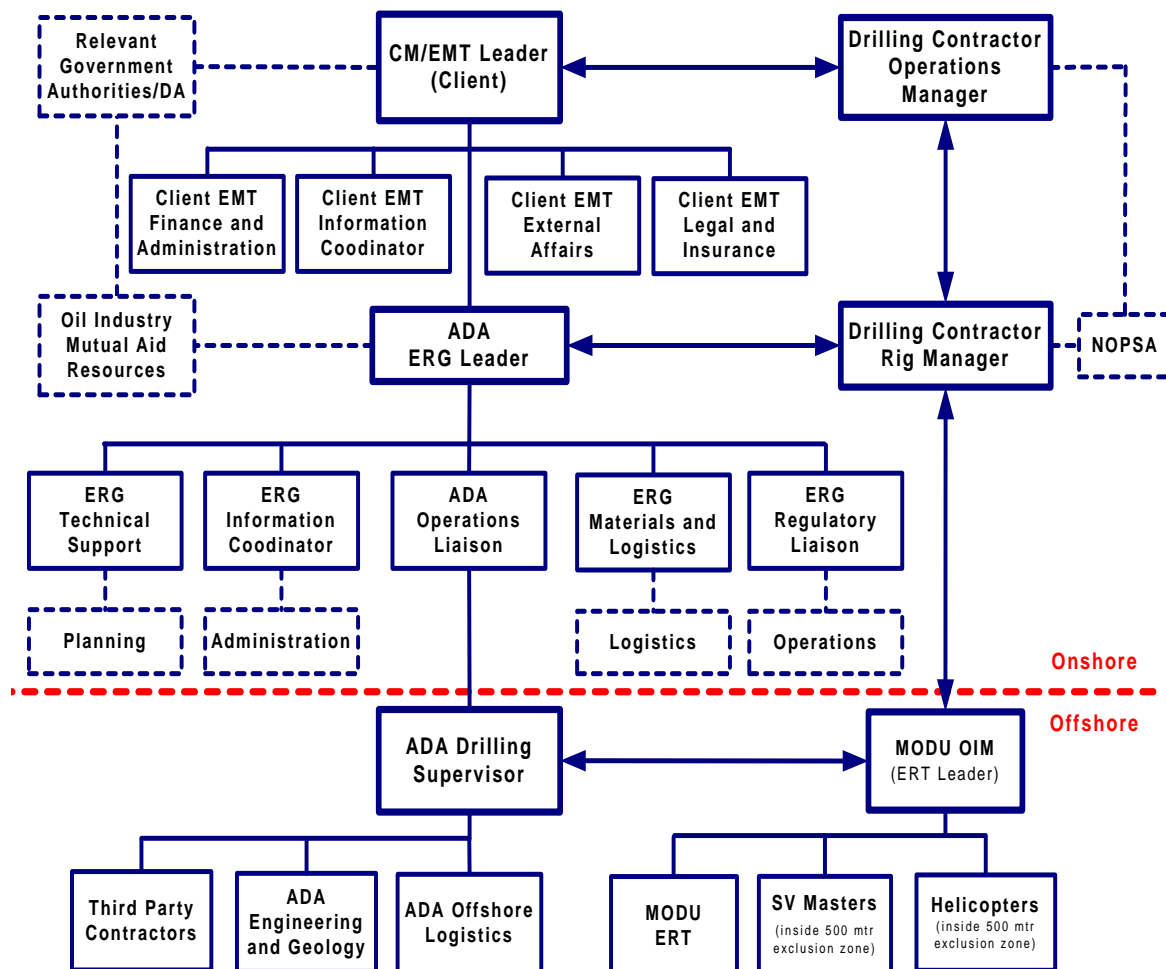 Relevant
Government
Authorities/DA
CM/EMT Leader
(Client)
Drilling Contractor
Operations
Manager
Client EMT
Finance and
Administration
Client EMT
Information
Coodinator
Client EMT
External
Affairs
Client EMT
Legal and
Insurance
Oil Industry
Mutual Aid
Resources
ADA
ERG Leader
Drilling Contractor
Rig Manager
NOPSA
ERG
Technical
Support
ERG
Information
Coodinator
ADA
Operations
Liaison
ERG
Materials and
Logistics
ERG
Regulatory
Liaison
Planning
Administration
Logistics
Operations
Onshore
Offshore
ADA Drilling
Supervisor
MODU OIM
(ERT Leader)
Third Party
Contractors
ADA
Engineering
and Geology
ADA Offshore
Logistics
MODU
ERT
SV Masters
(inside 500 mtr
exclusion zone)
Helicopters
(inside 500 mtr
exclusion zone)